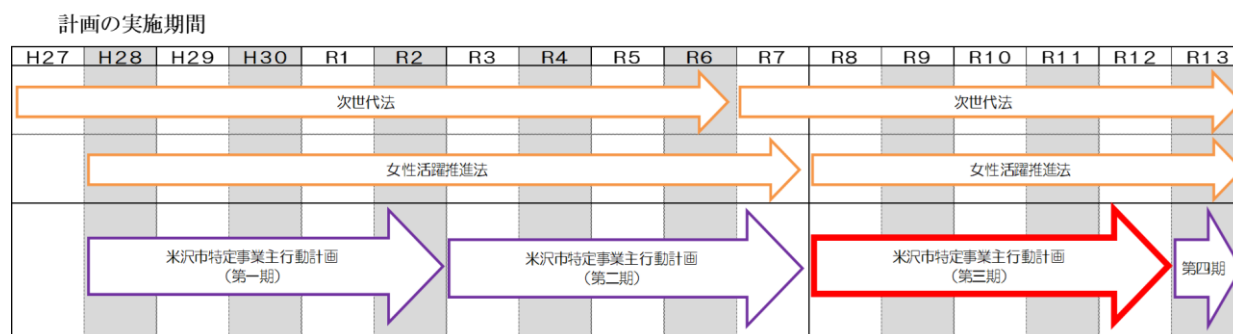 計画の実施期間
H27 H28 H29 H30 R1 R2 R3 R4 R5 R6 R7 R8 R9 R10 R11 R12 R13
次世代法 次世代法
女性活躍推進法 女性活躍推進法
米沢市特定事業主行動計画
(第一期)
米沢市特定事業主行動計画
(第二期)
米沢市特定事業主行動計画
(第三期)
第四期